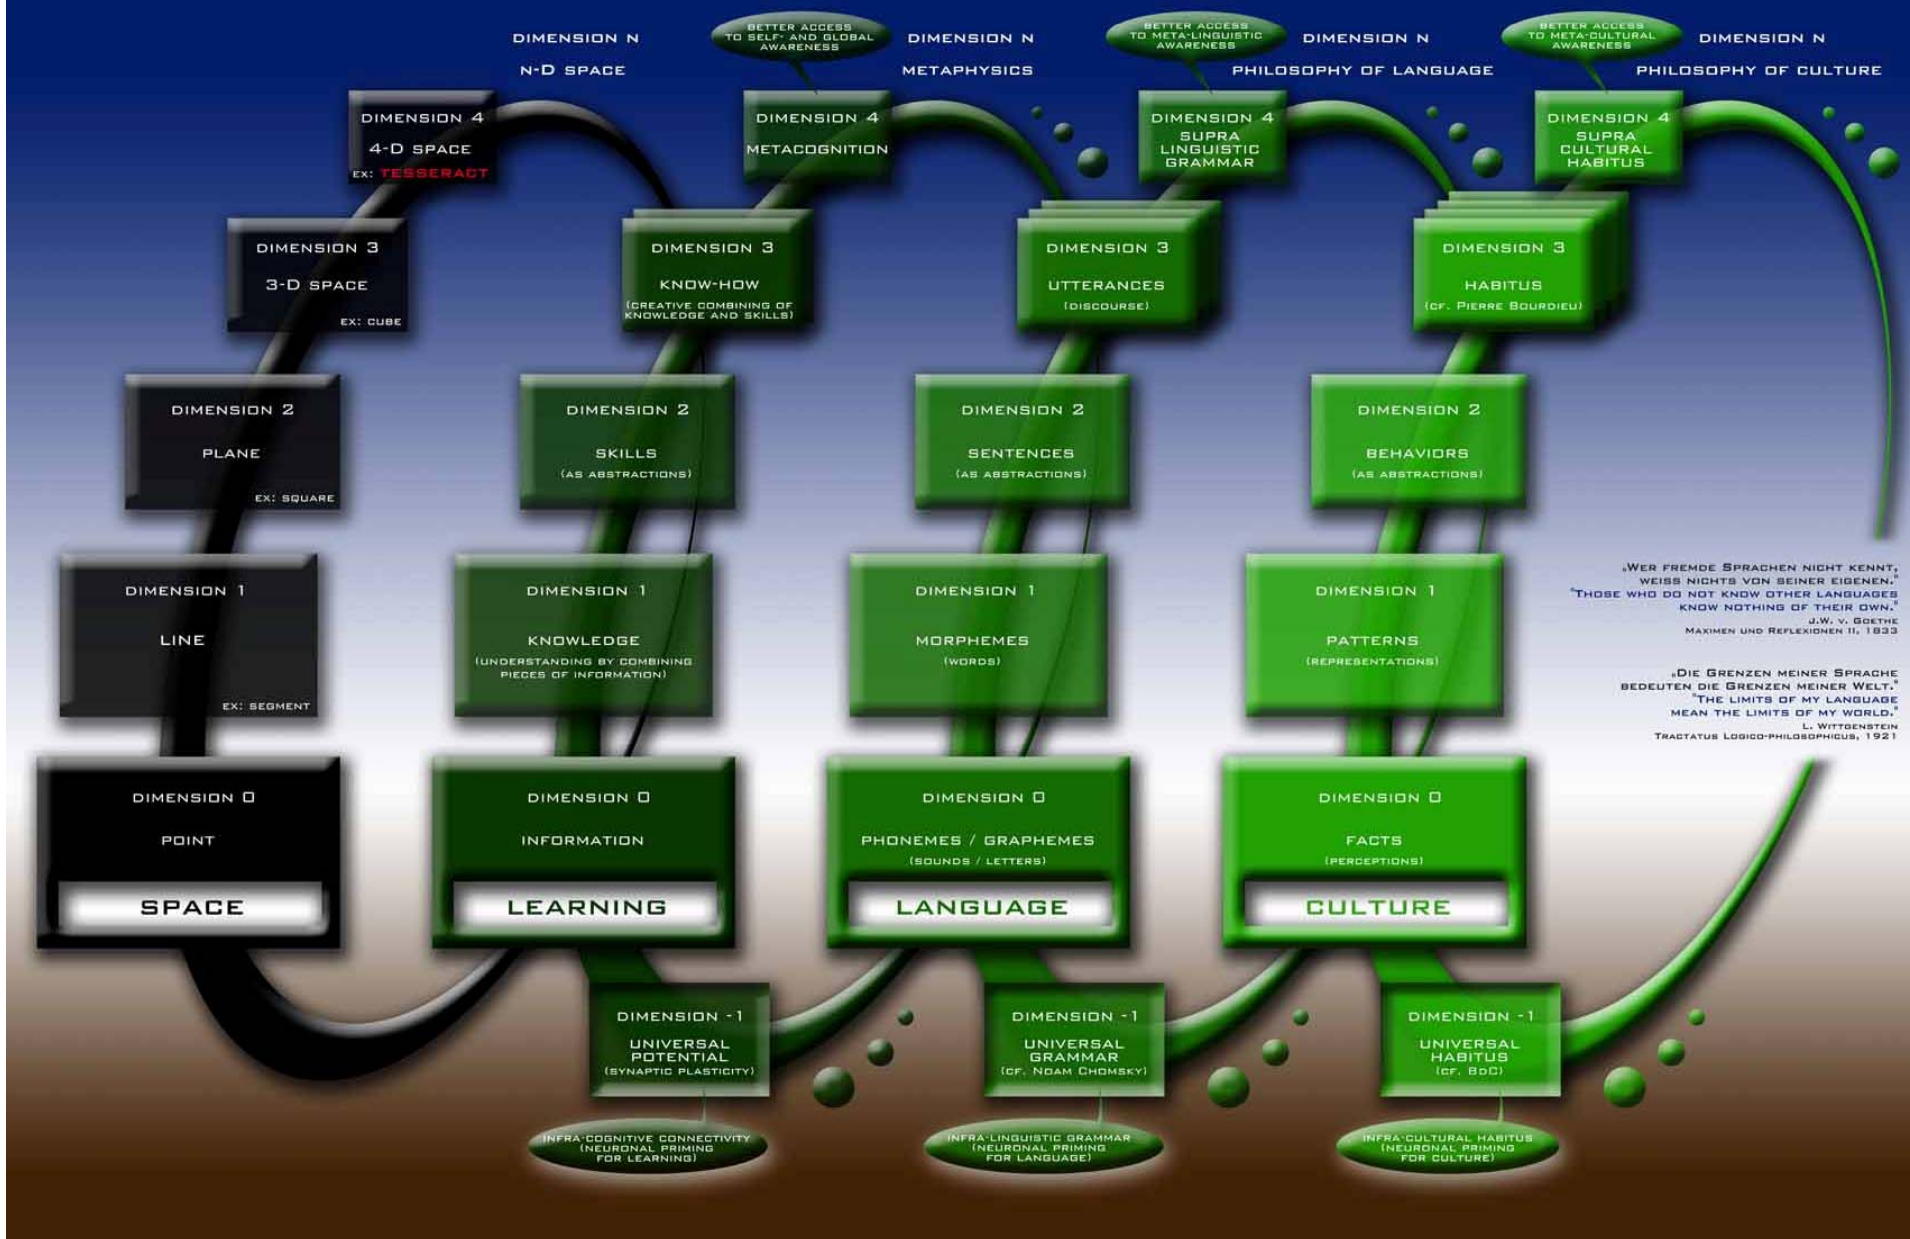 DIMENSION N
N-D SPACE
BETTER ACCESS
TO SELF- AND GLOBAL
AWARENESS
DIMENSION N
METAPHYSICS
BETTER ACCESS
TO META-LINGUISTIC
AWARENESS
DIMENSION N
PHILOSOPHY OF LANGUAGE
BETTER ACCESS
TO META-CULTURAL
AWARENESS
DIMENSION N
PHILOSOPHY OF CULTURE
DIMENSION 4
4-D SPACE
EX: TESSERACT
DIMENSION 4
METACOGNITION
DIMENSION 4
SUPRA
LINGUISTIC
GRAMMAR
DIMENSION 4
SUPRA
CULTURAL
HABITUS
DIMENSION 3
3-D SPACE
EX: CUBE
DIMENSION 3
KNOW-HOW
(CREATIVE COMBINING OF
KNOWLEDGE AND SKILLS)
DIMENSION 3
UTTERANCES
(DISCOURSE)
DIMENSION 3
HABITUS
(CF. PIERRE BOURDIEU)
DIMENSION 2
PLANE
EX: SQUARE
DIMENSION 2
SKILLS
(AS ABSTRACTIONS)
DIMENSION 2
SENTENCES
(AS ABSTRACTIONS)
DIMENSION 2
BEHAVIORS
(AS ABSTRACTIONS)
DIMENSION 1
LINE
EX: SEGMENT
DIMENSION 1
KNOWLEDGE
(UNDERSTANDING BY COMBINING
PIECES OF INFORMATION)
DIMENSION 1
MORPHEMES
(WORDS)
DIMENSION 1
PATTERNS
(REPRESENTATIONS)
„WER FREMDE SPRACHEN NICHT KENNT,
WEISS NICHTS VON SEINER EIGENEN."
"THOSE WHO DO NOT KNOW OTHER LANGUAGES
KNOW NOTHING OF THEIR OWN."
J.W. V. GOETHE
MAXIMEN UND REFLEXIONEN II, 1833
„DIE GRENZEN MEINER SPRACHE
BEDEUTEN DIE GRENZEN MEINER WELT."
"THE LIMITS OF MY LANGUAGE
MEAN THE LIMITS OF MY WORLD."
L. WITTGENSTEIN
TRACTATUS LOGICO-PHILOSOPHICUS, 1921
DIMENSION 0
POINT
SPACE
DIMENSION 0
INFORMATION
LEARNING
DIMENSION 0
PHONEMES / GRAPHEMES
(SOUNDS / LETTERS)
LANGUAGE
DIMENSION 0
FACTS
(PERCEPTIONS)
CULTURE
DIMENSION -1
UNIVERSAL
POTENTIAL
(SYNAPTIC PLASTICITY)
DIMENSION -1
UNIVERSAL
GRAMMAR
(CF. NOAM CHOMSKY)
DIMENSION -1
UNIVERSAL
HABITUS
(CF. BDC)
INFRA-COGNITIVE CONNECTIVITY
(NEURONAL PRIMING
FOR LEARNING)
INFRA-LINGUISTIC GRAMMAR
(NEURONAL PRIMING
FOR LANGUAGE)
INFRA-CULTURAL HABITUS
(NEURONAL PRIMING
FOR CULTURE)